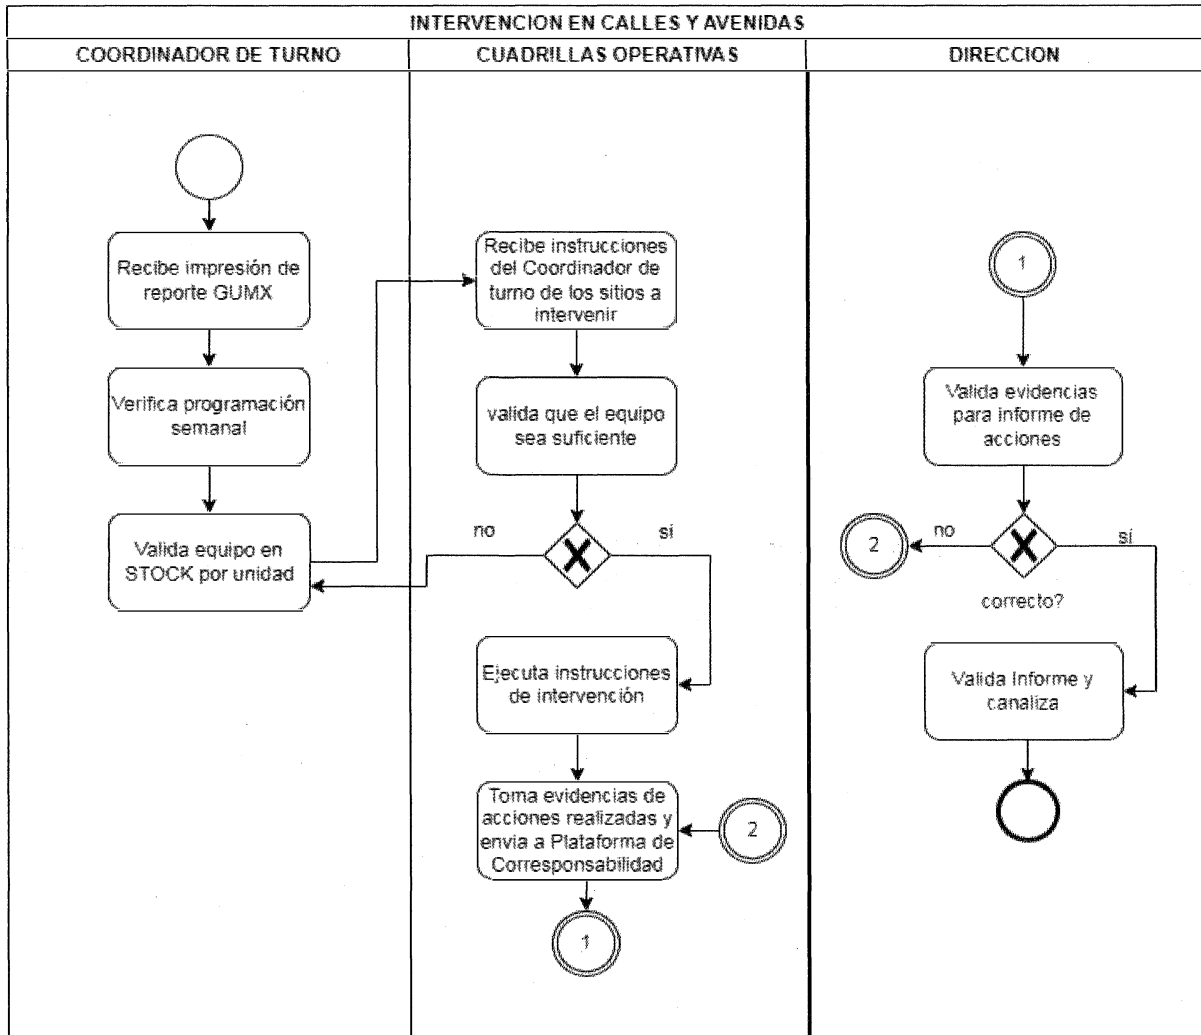 INTERVENCION EN CALLES Y AVENIDAS
COORDINADOR DE TURNO
CUADRILLAS OPERATIVAS
DIRECCION
Recibe impresión de
reporte GUMX
Verifica programación
semanal
Valida equipo en
STOCK por unidad
Recibe instrucciones
del Coordinador de
turno de los sitios a
intervenir
valida que el equipo
sea suficiente
no
sí
Ejecuta instrucciones
de intervención
Toma evidencias de
acciones realizadas y
envia a Plataforma de
Corresponsabilidad
2
1
1
Valida evidencias
para informe de
acciones
2
no
sí
correcto?
Valida Informe y
canaliza